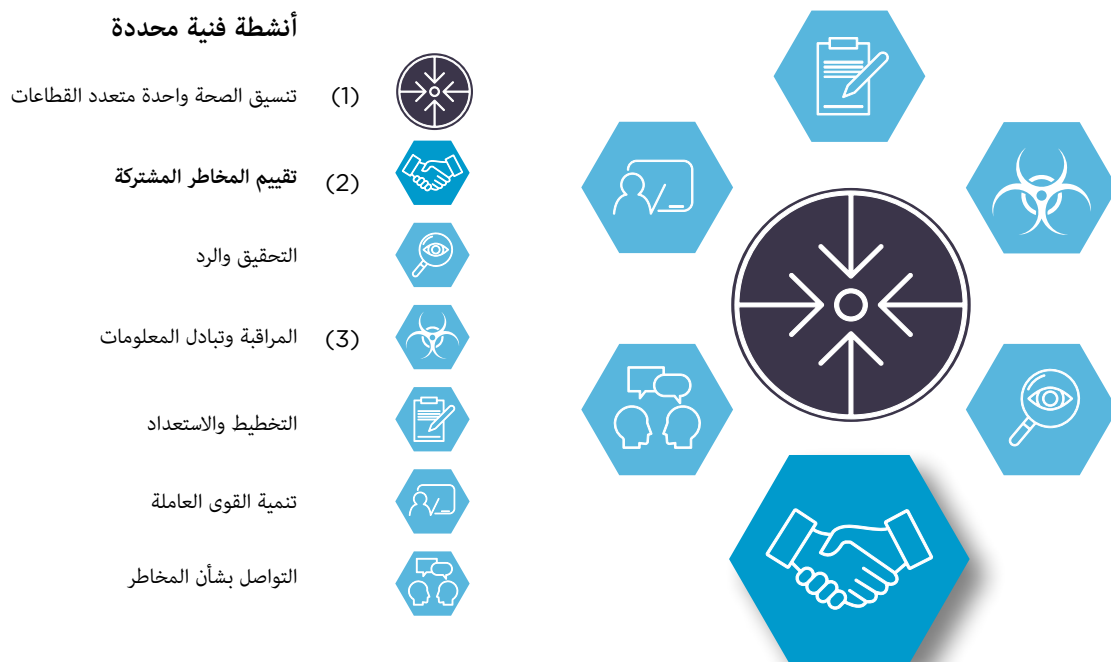 أنشطة فنية محددة
(1) تنسيق الصحة واحدة متعدد القطاعات
(2) تقييم المخاطر المشتركة
التحقيق والرد
(3) المراقبة وتبادل المعلومات
التخطيط والاستعداد
تنمية القوى العاملة
التواصل بشأن المخاطر